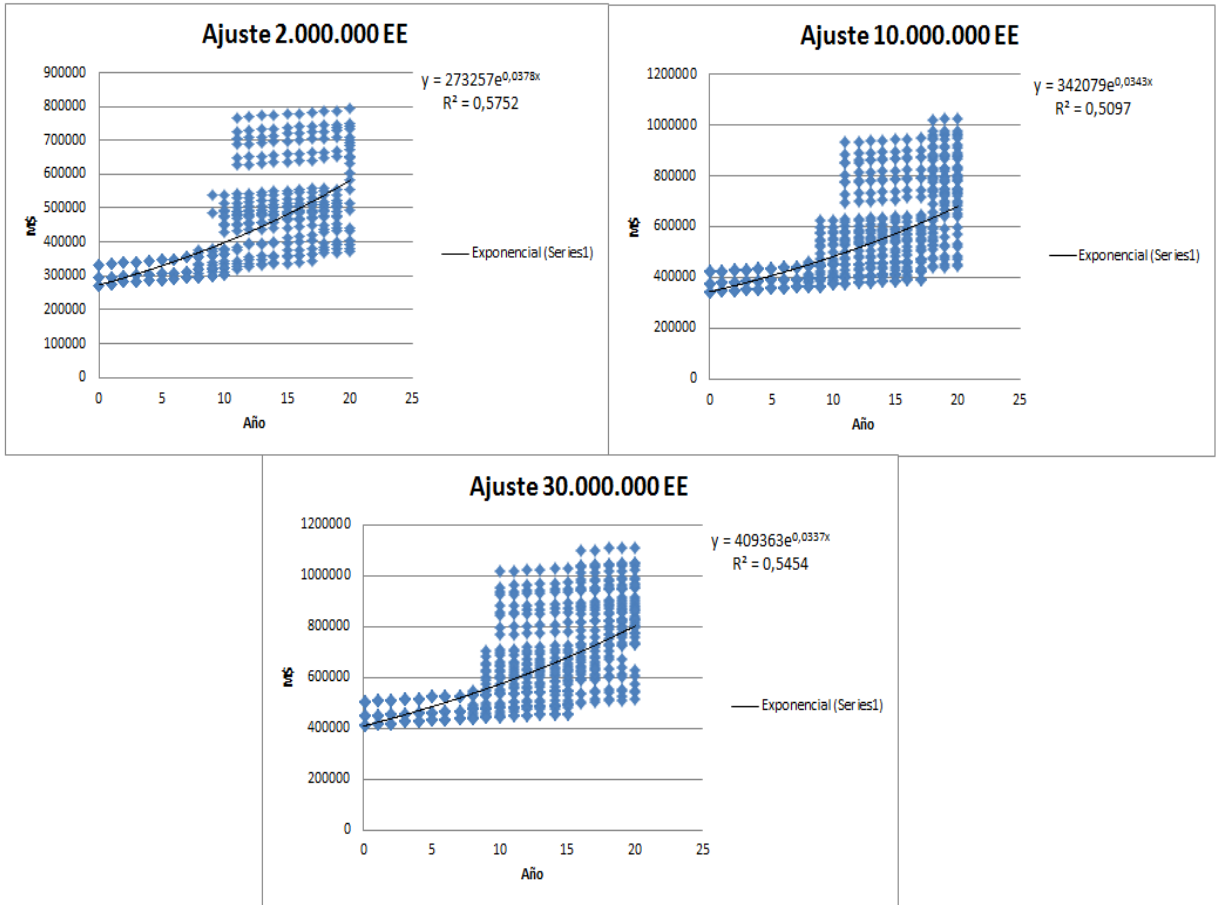 Ajuste 2.000.000 EE
y = 273257e^0,0378x
R² = 0,5752
900000
800000
700000
600000
500000
400000
300000
200000
100000
0
M$
0 5 10 15 20 25
Año
Exponencial (Series1)
Ajuste 10.000.000 EE
y = 342079e^0,0343x
R² = 0,5097
1200000
1000000
800000
600000
400000
200000
0
M$
0 5 10 15 20 25
Año
Exponencial (Series1)
Ajuste 30.000.000 EE
y = 409363e^0,0337x
R² = 0,5454
1200000
1000000
800000
600000
400000
200000
0
M$
0 5 10 15 20 25
Año
Exponencial (Series1)